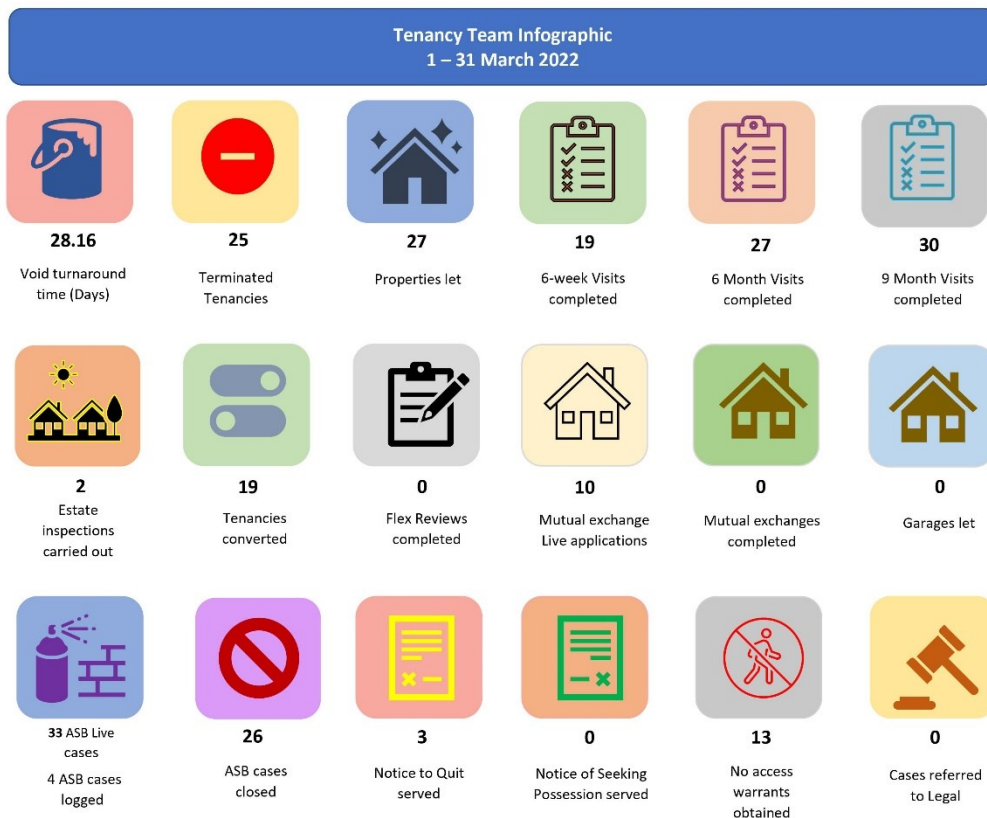 Tenancy Team Infographic
1 – 31 March 2022
28.16
Void turnaround
time (Days)
25
Terminated
Tenancies
27
Properties let
19
6-week Visits
completed
27
6 Month Visits
completed
30
9 Month Visits
completed
2
Estate
inspections
carried out
19
Tenancies
converted
0
Flex Reviews
completed
10
Mutual exchange
Live applications
0
Mutual exchanges
completed
0
Garages let
33 ASB Live
cases
4 ASB cases
logged
26
ASB cases
closed
3
Notice to Quit
served
0
Notice of Seeking
Possession served
13
No access
warrants
obtained
0
Cases referred
to Legal